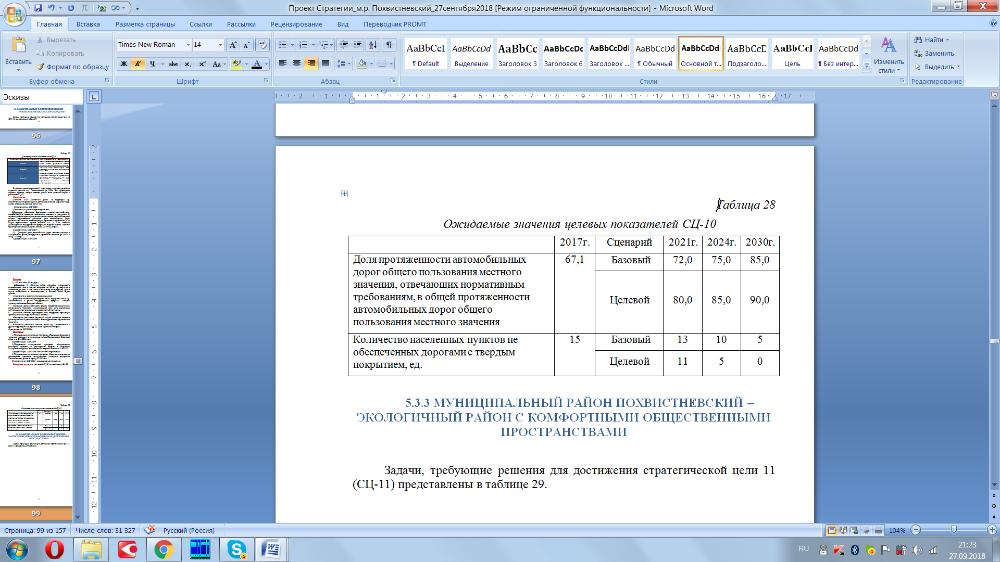 Проект Стратегии_м.р. Похвистневский_27сентября2018 [Режим ограниченной функциональности] - Microsoft Word
Главная Вставка Разметка страницы Ссылки Рассылки Рецензирование Вид Переводчик PROMT
Вставить
Вырезать
Копировать
Формат по образцу
Буфер обмена
Times New Roman 14
Ж К Ч abc x₂ x² Aa
Шрифт
Абзац
AaBbCcI AaBbCcDd AaBbCc AaBbCcDc AaBbCcDdI AaBbCcDd AaBbCcDdI AaBbCcD AaBbCcI AaBbCcDd
¶ Default Выделение Заголовок 3 Заголовок 6 Заголовок ... ¶ Обычный Основной т... Подзаголо... Цель ¶ Без интер...
Стили
Изменить стили
Найти
Заменить
Выделить
Редактирование
Эскизы
96
97
98
99
Таблица 28
Ожидаемые значения целевых показателей СЦ-10
2017г. Сценарий 2021г. 2024г. 2030г.
Доля протяженности автомобильных
дорог общего пользования местного
значения, отвечающих нормативным
требованиям, в общей протяженности
автомобильных дорог общего
пользования местного значения
67,1 Базовый 72,0 75,0 85,0
Целевой 80,0 85,0 90,0
Количество населенных пунктов не
обеспеченных дорогами с твердым
покрытием, ед.
15 Базовый 13 10 5
Целевой 11 5 0
5.3.3 МУНИЦИПАЛЬНЫЙ РАЙОН ПОХВИСТНЕВСКИЙ –
ЭКОЛОГИЧНЫЙ РАЙОН С КОМФОРТНЫМИ ОБЩЕСТВЕННЫМИ
ПРОСТРАНСТВАМИ
Задачи, требующие решения для достижения стратегической цели 11
(СЦ-11) представлены в таблице 29.
Страница: 99 из 157 Число слов: 31 327 Русский (Россия) 104%
RU
21:23
27.09.2018